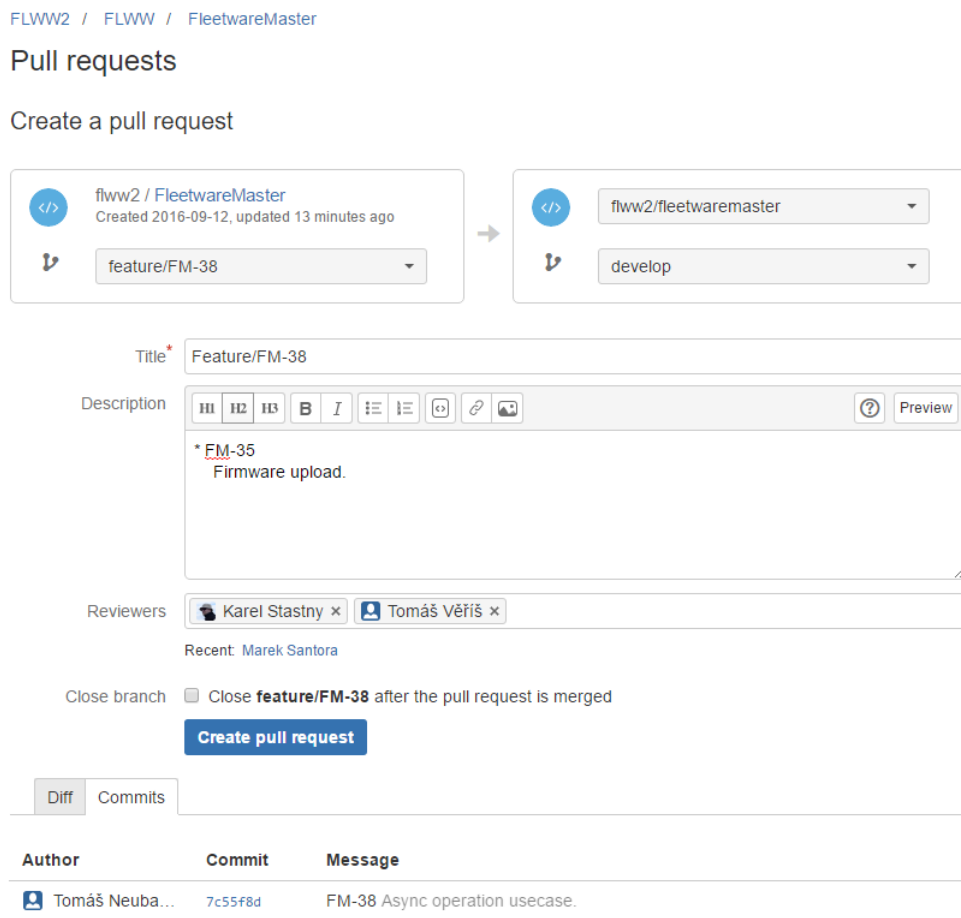 FLWW2 / FLWW / FleetwareMaster
Pull requests
Create a pull request
flww2 / FleetwareMaster
Created 2016-09-12, updated 13 minutes ago
feature/FM-38
flww2/fleetwaremaster
develop
Title*
Feature/FM-38
Description
H1 H2 H3 B I
Preview
* FM-35
Firmware upload.
Reviewers
Karel Stastny × Tomáš Věříš ×
Recent: Marek Santora
Close branch
Close feature/FM-38 after the pull request is merged
Create pull request
Diff Commits
Author Commit Message
Tomáš Neuba... 7c55f8d FM-38 Async operation usecase.